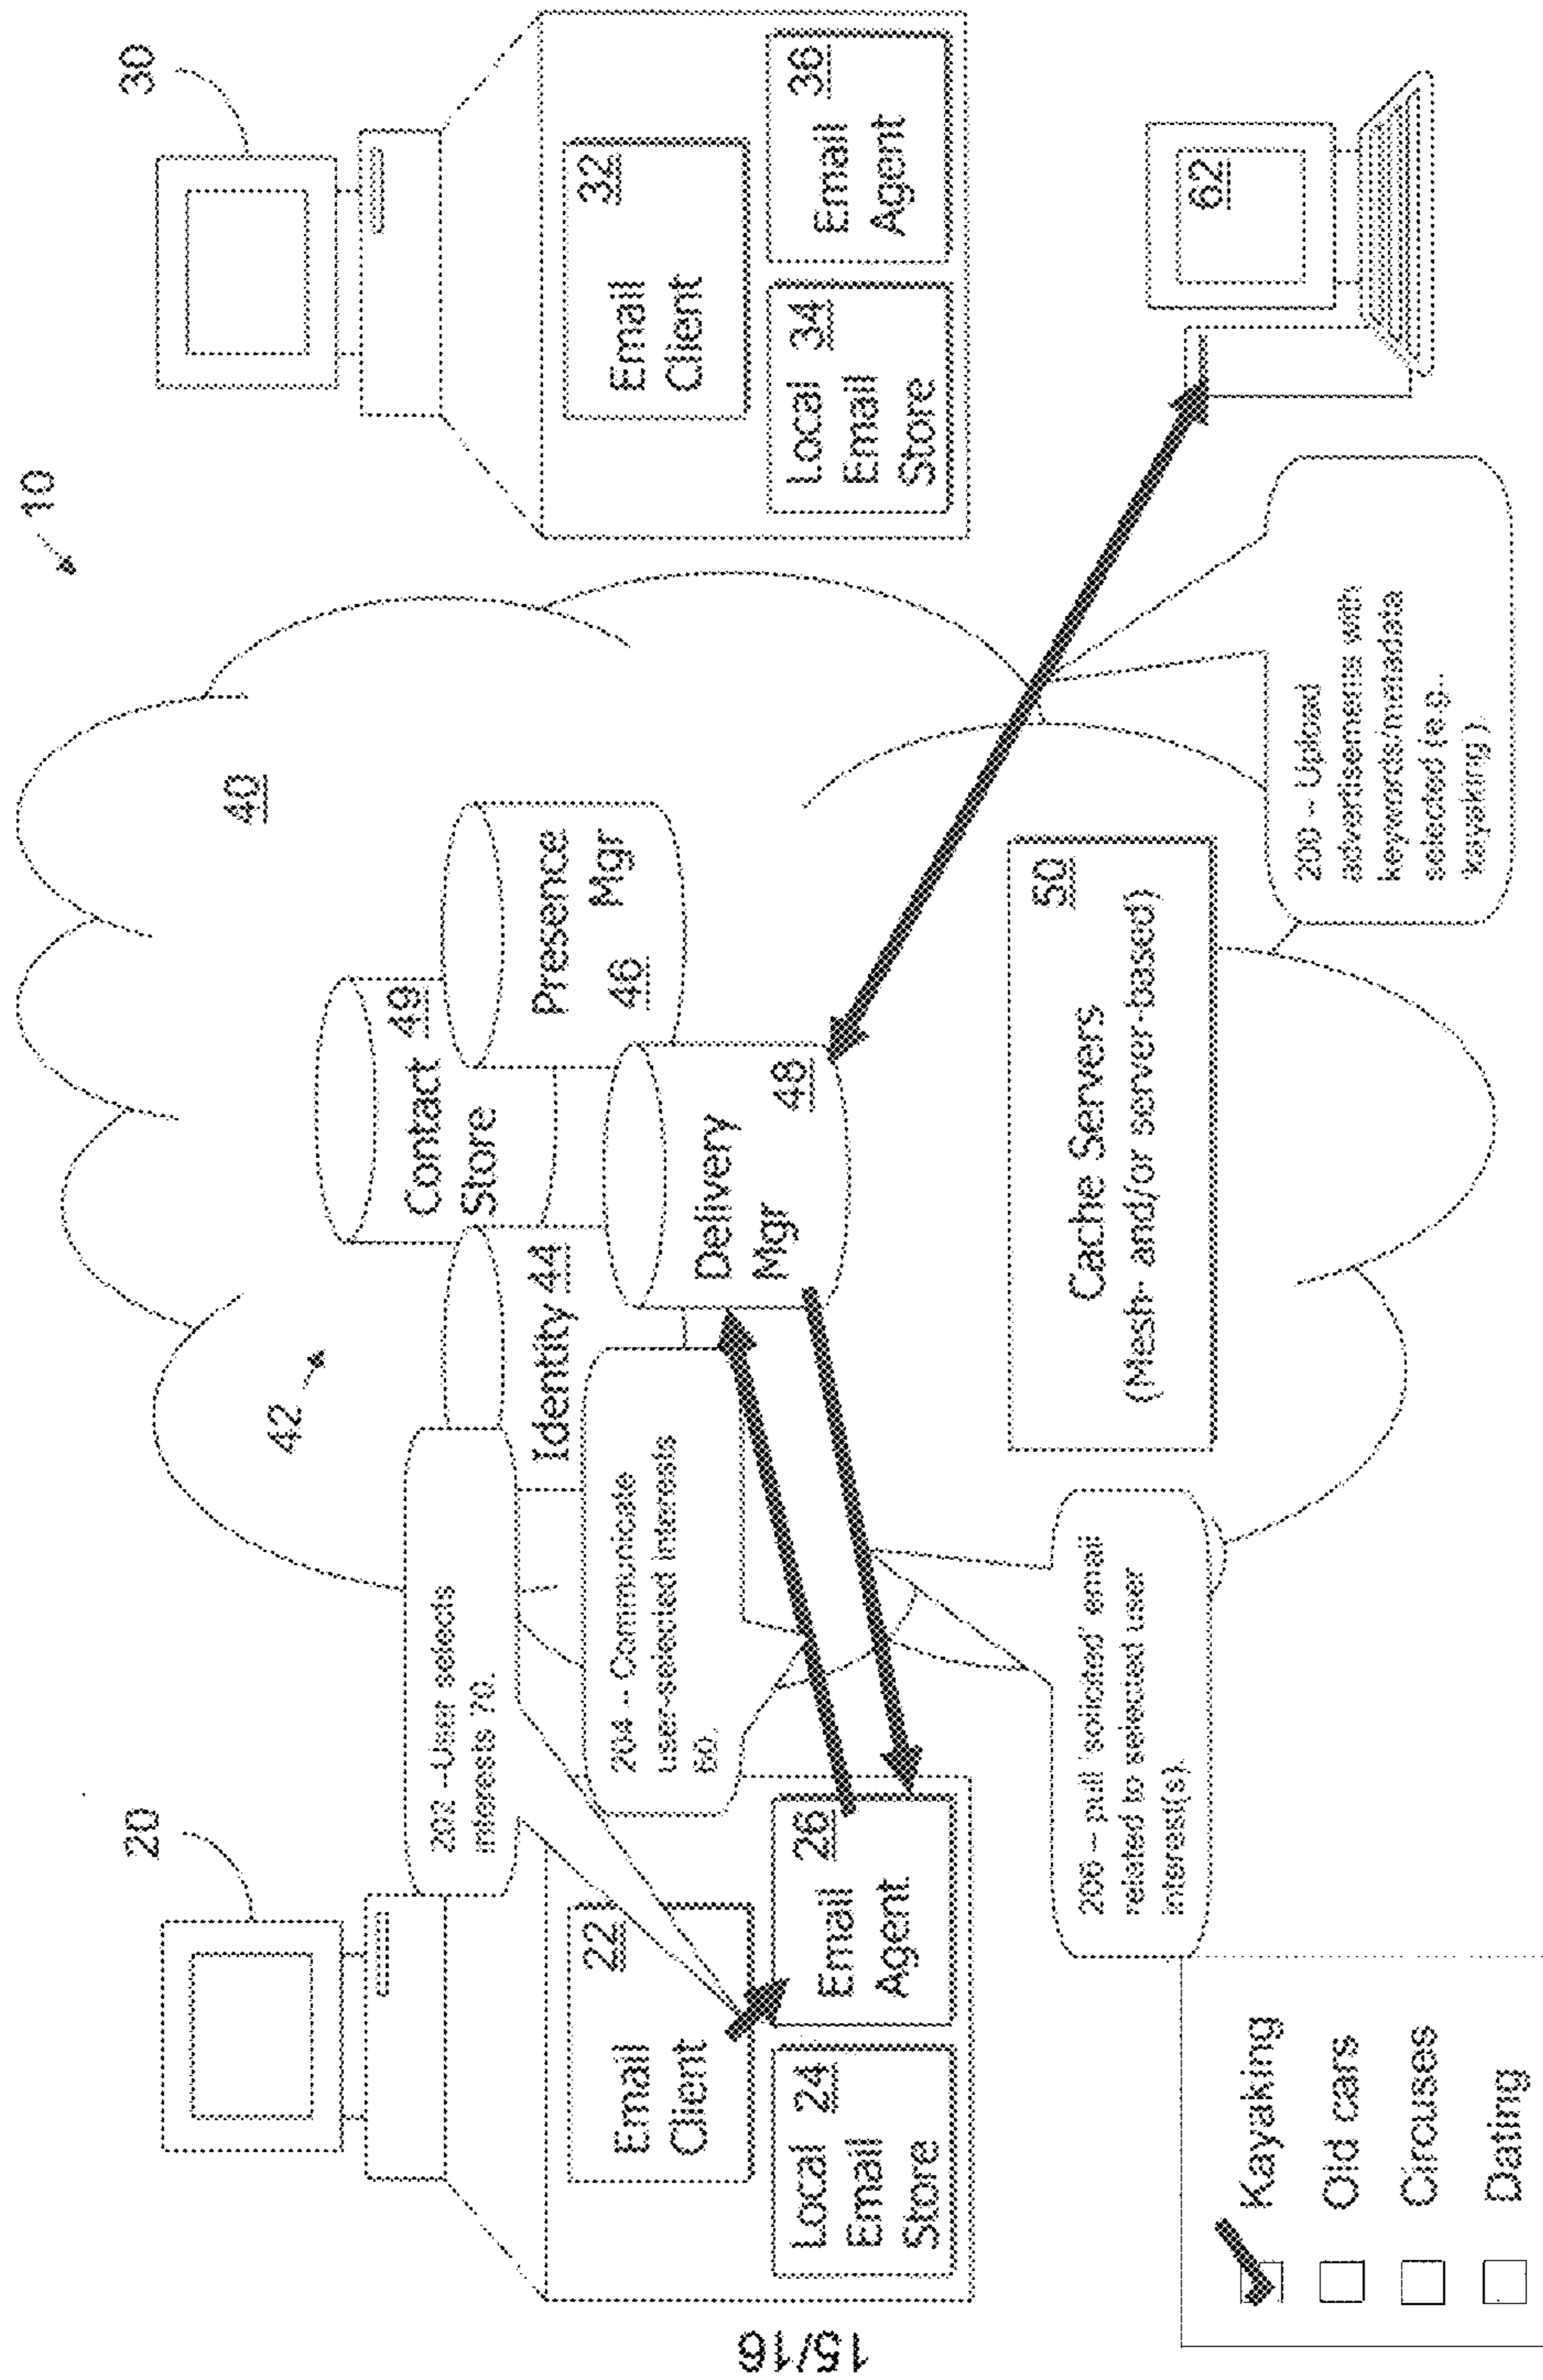 15/16
10
20
30
40
42
Contact 49
Store
Presence
Mgr
46
Identity 44
Delivery
Mgr
48
50
Cache Servers
(Mesh- and/or server-based)
22
Email
Client
Local 24
Email
Store
26
Email
Agent
32
Email
Client
Local 34
Email
Store
36
Email
Agent
62
202 -- User selects
interests 70.
204 -- Communicate
user-selected interests
60.
206 -- pull 'solicited' email
related to selected user
interest(s).
200 -- Upload
advertisements with
keywords/metadata
selected (e.g.,
kayaking).
Kayaking
Old cars
Circuses
Dating